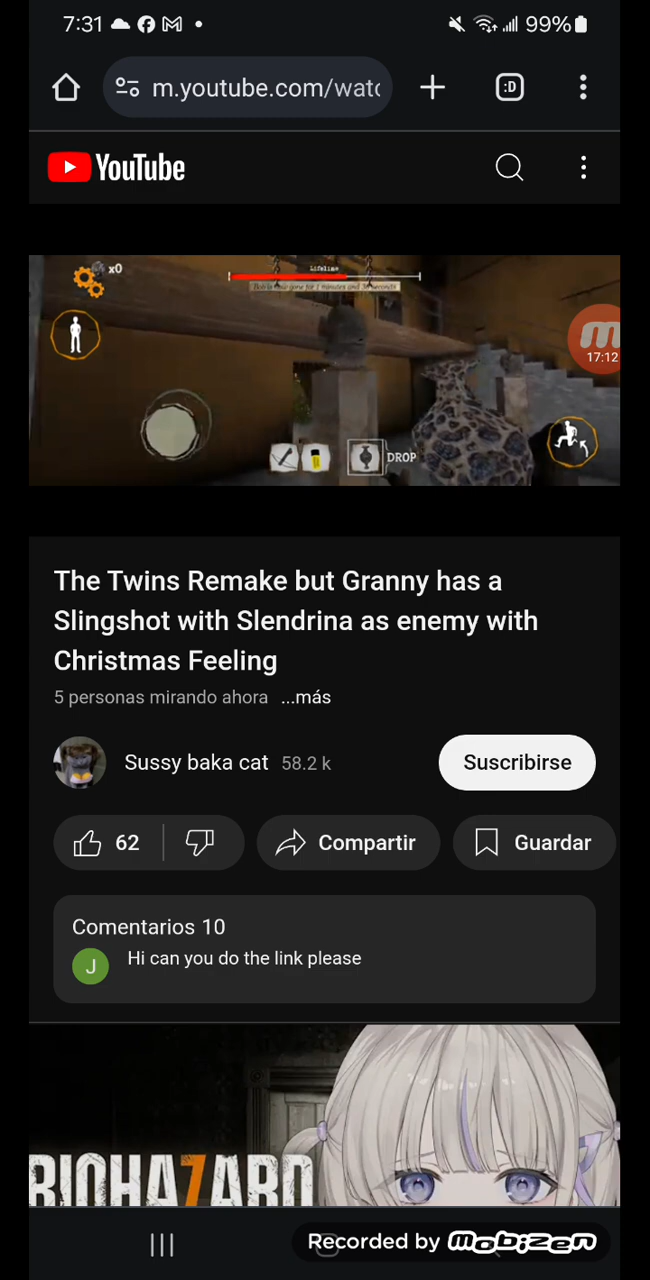 7:31
99%
m.youtube.com/watc
:D
YouTube
x0
Lifeline
17:12
DROP
The Twins Remake but Granny has a
Slingshot with Slendrina as enemy with
Christmas Feeling
5 personas mirando ahora ...más
Sussy baka cat 58.2 k
Suscribirse
62
Compartir
Guardar
Comentarios 10
J
Hi can you do the link please
BIOHA7ARD
Recorded by mobizen